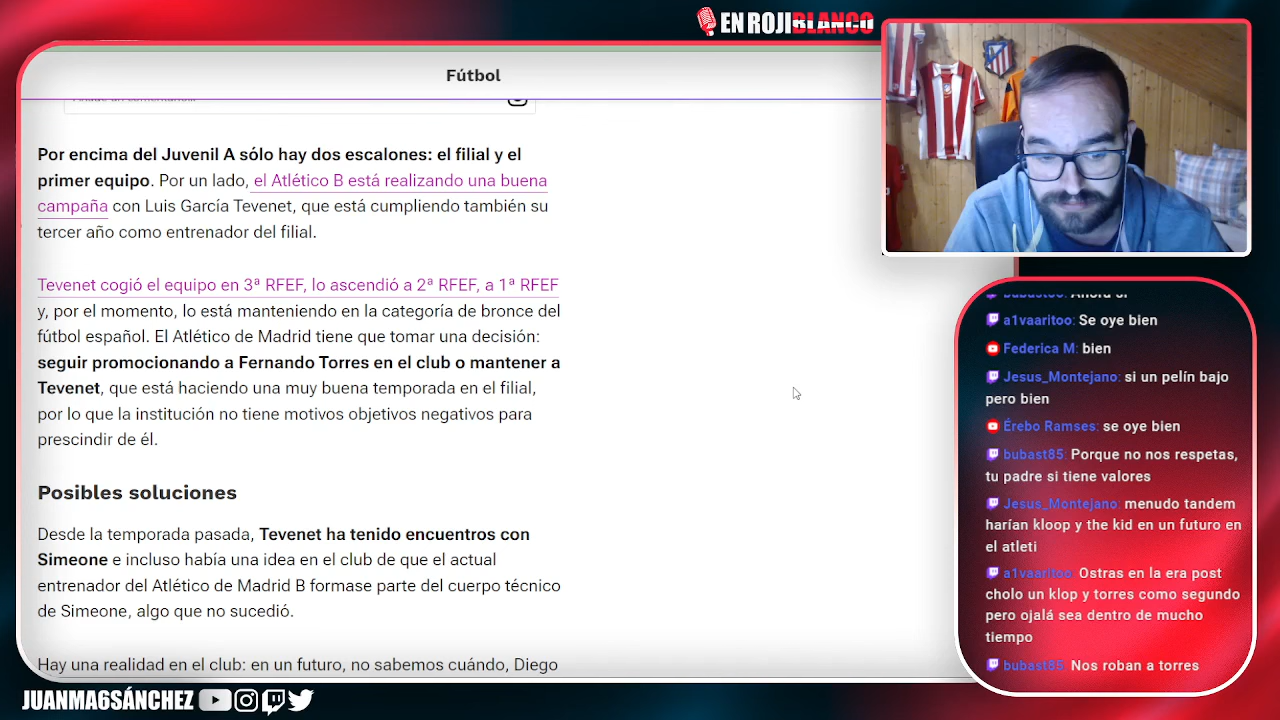 EN ROJIBLANCO
Fútbol
Añade un comentario...
Por encima del Juvenil A sólo hay dos escalones: el filial y el
primer equipo. Por un lado, el Atlético B está realizando una buena
campaña con Luis García Tevenet, que está cumpliendo también su
tercer año como entrenador del filial.
Tevenet cogió el equipo en 3ª RFEF, lo ascendió a 2ª RFEF, a 1ª RFEF
y, por el momento, lo está manteniendo en la categoría de bronce del
fútbol español. El Atlético de Madrid tiene que tomar una decisión:
seguir promocionando a Fernando Torres en el club o mantener a
Tevenet, que está haciendo una muy buena temporada en el filial,
por lo que la institución no tiene motivos objetivos negativos para
prescindir de él.
Posibles soluciones
Desde la temporada pasada, Tevenet ha tenido encuentros con
Simeone e incluso había una idea en el club de que el actual
entrenador del Atlético de Madrid B formase parte del cuerpo técnico
de Simeone, algo que no sucedió.
Hay una realidad en el club: en un futuro, no sabemos cuándo, Diego
bubast85: Ahora si
a1vaaritoo: Se oye bien
Federica M: bien
Jesus_Montejano: si un pelín bajo
pero bien
Érebo Ramses: se oye bien
bubast85: Porque no nos respetas,
tu padre si tiene valores
Jesus_Montejano: menudo tandem
harían kloop y the kid en un futuro en
el atleti
a1vaaritoo: Ostras en la era post
cholo un klop y torres como segundo
pero ojalá sea dentro de mucho
tiempo
bubast85: Nos roban a torres
JUANMA6SÁNCHEZ